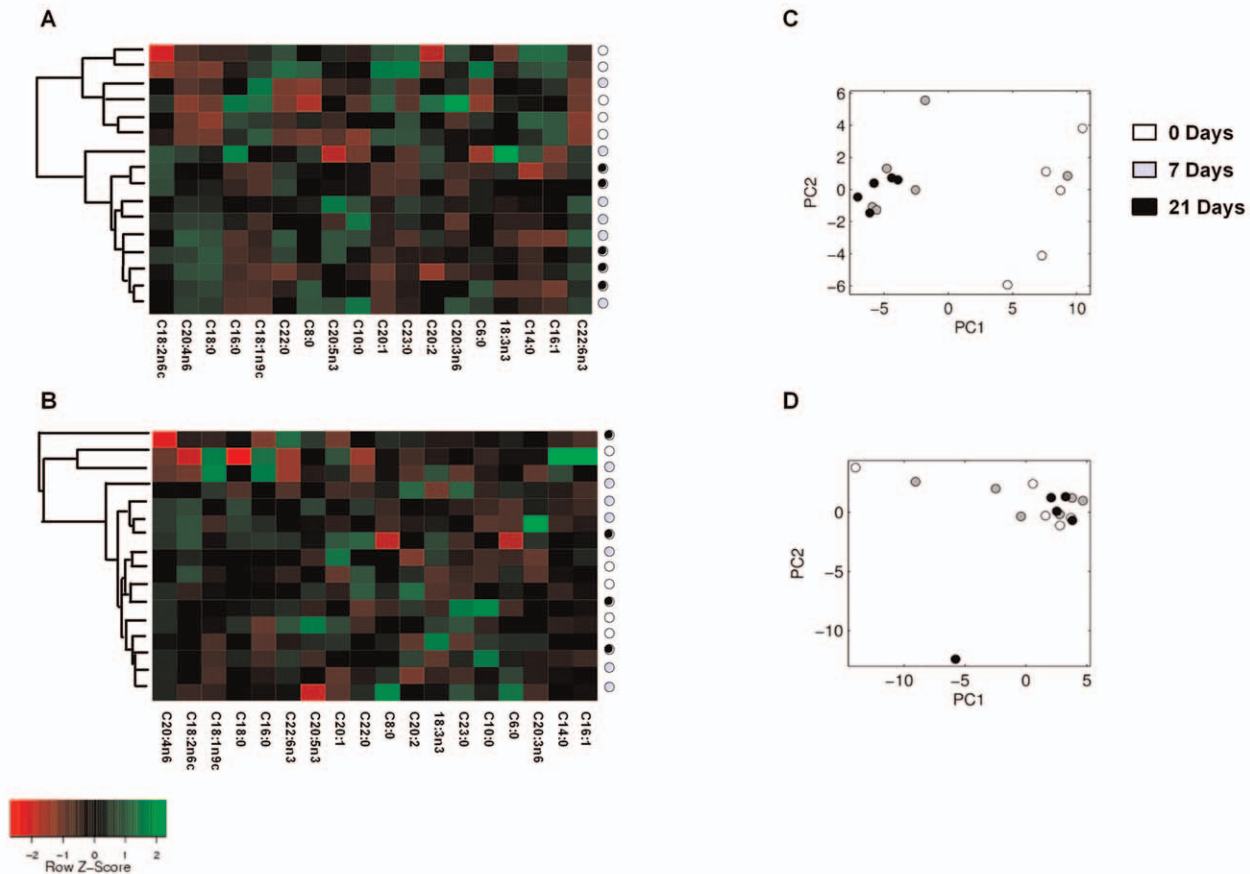 A
C18:2n6c
C20:4n6
C18:0
C16:0
C18:1n9c
C22:0
C8:0
C20:5n3
C10:0
C20:1
C23:0
C20:2
C20:3n6
C6:0
18:3n3
C14:0
C16:1
C22:6n3
C
6
4
2
0
−2
−4
−6
PC2
−5
0
5
10
PC1
0 Days
7 Days
21 Days
B
C20:4n6
C18:2n6c
C18:1n9c
C18:0
C16:0
C22:6n3
C20:5n3
C20:1
C22:0
C8:0
C20:2
18:3n3
C23:0
C10:0
C6:0
C20:3n6
C14:0
C16:1
D
0
−5
−10
PC2
−10
−5
0
5
PC1
−2
−1
0
1
2
Row Z−Score